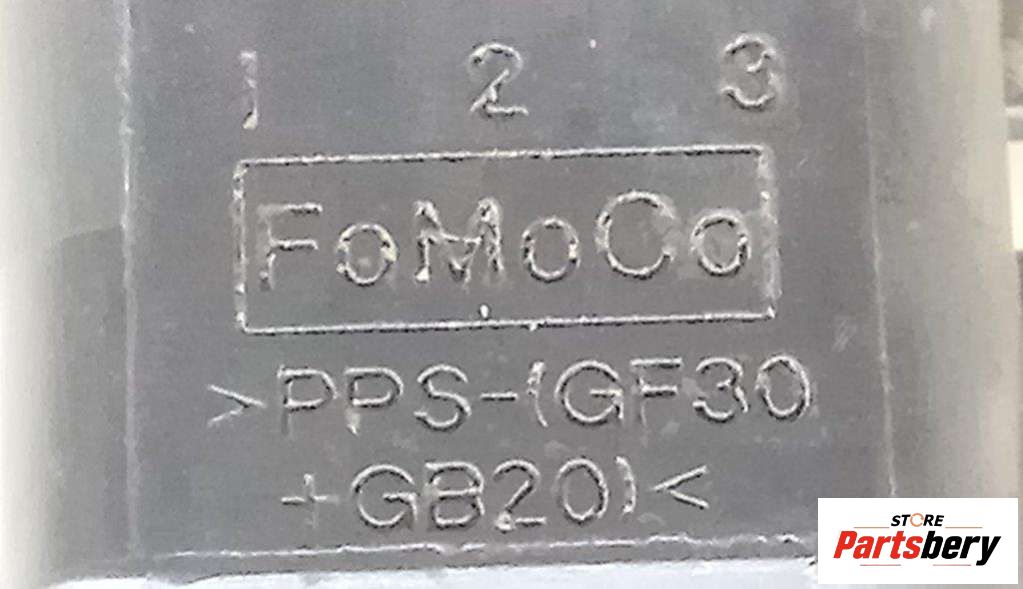 1 2 3
FoMoCo
>PPS-(GF30
+GB20)<
STORE
Partsbery